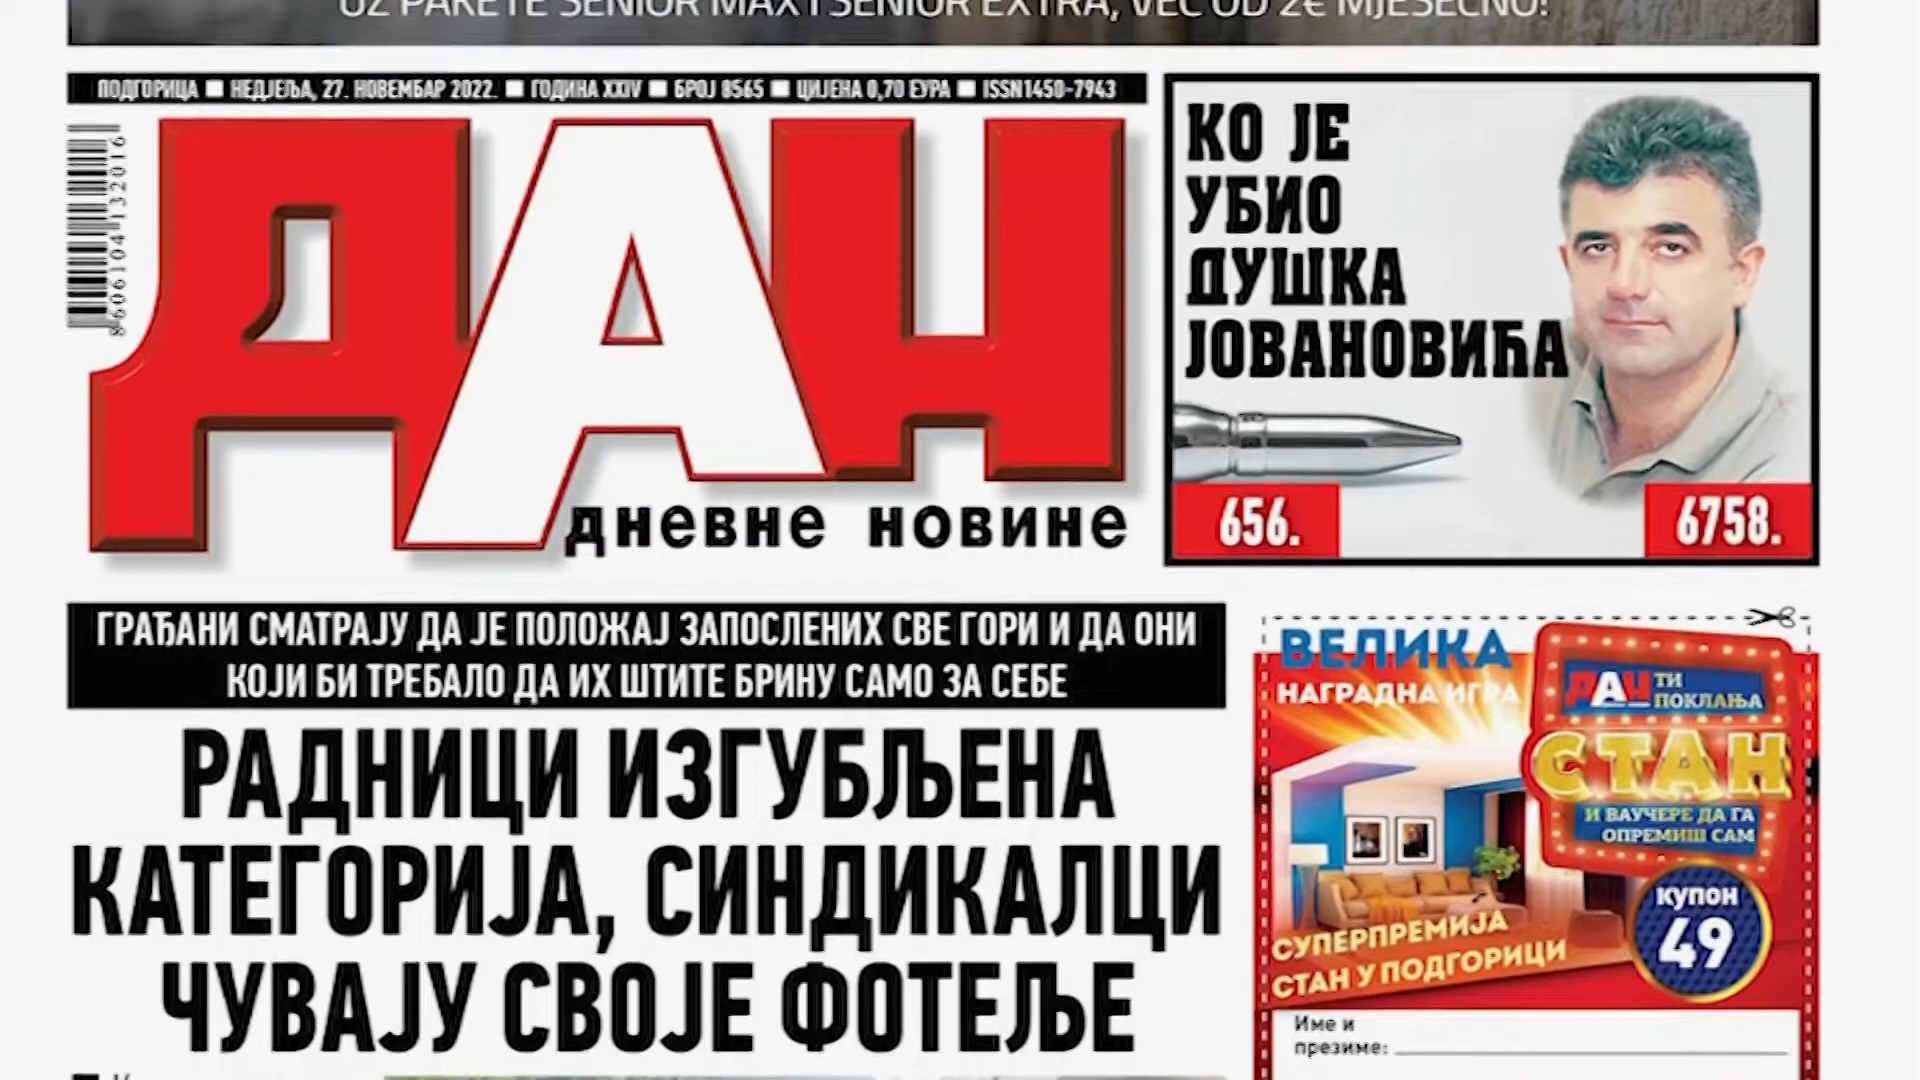 UZ PAKETE SENIOR MAX I SENIOR EXTRA, VEĆ OD 2€ MJESEČNO!
ПОДГОРИЦА ■ НЕДЈЕЉА, 27. НОВЕМБАР 2022. ■ ГОДИНА XXIV ■ БРОЈ 8565 ■ ЦИЈЕНА 0,70 ЕУРА ■ ISSN1450-7943
8606104132016
ДАН
дневне новине
КО ЈЕ
УБИО
ДУШКА
ЈОВАНОВИЋА
656.
6758.
ГРАЂАНИ СМАТРАЈУ ДА ЈЕ ПОЛОЖАЈ ЗАПОСЛЕНИХ СВЕ ГОРИ И ДА ОНИ
КОЈИ БИ ТРЕБАЛО ДА ИХ ШТИТЕ БРИНУ САМО ЗА СЕБЕ
РАДНИЦИ ИЗГУБЉЕНА
КАТЕГОРИЈА, СИНДИКАЛЦИ
ЧУВАЈУ СВОЈЕ ФОТЕЉЕ
ВЕЛИКА
НАГРАДНА ИГРА
ДАН ТИ
ПОКЛАЊА
СТАН
И ВАУЧЕРЕ ДА ГА
ОПРЕМИШ САМ
КУПОН
49
СУПЕРПРЕМИЈА
СТАН У ПОДГОРИЦИ
Име и
презиме: